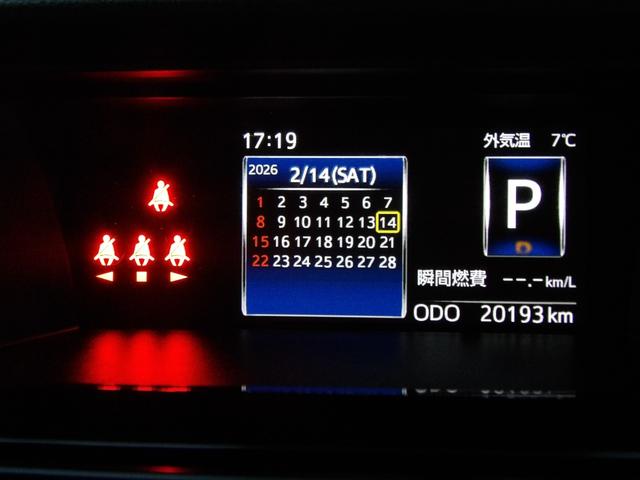 17:19
外気温 7℃
2026 2/14(SAT)
1 2 3 4 5 6 7
8 9 10 11 12 13 14
15 16 17 18 19 20 21
22 23 24 25 26 27 28
P
瞬間燃費 --.- km/L
ODO 20193 km